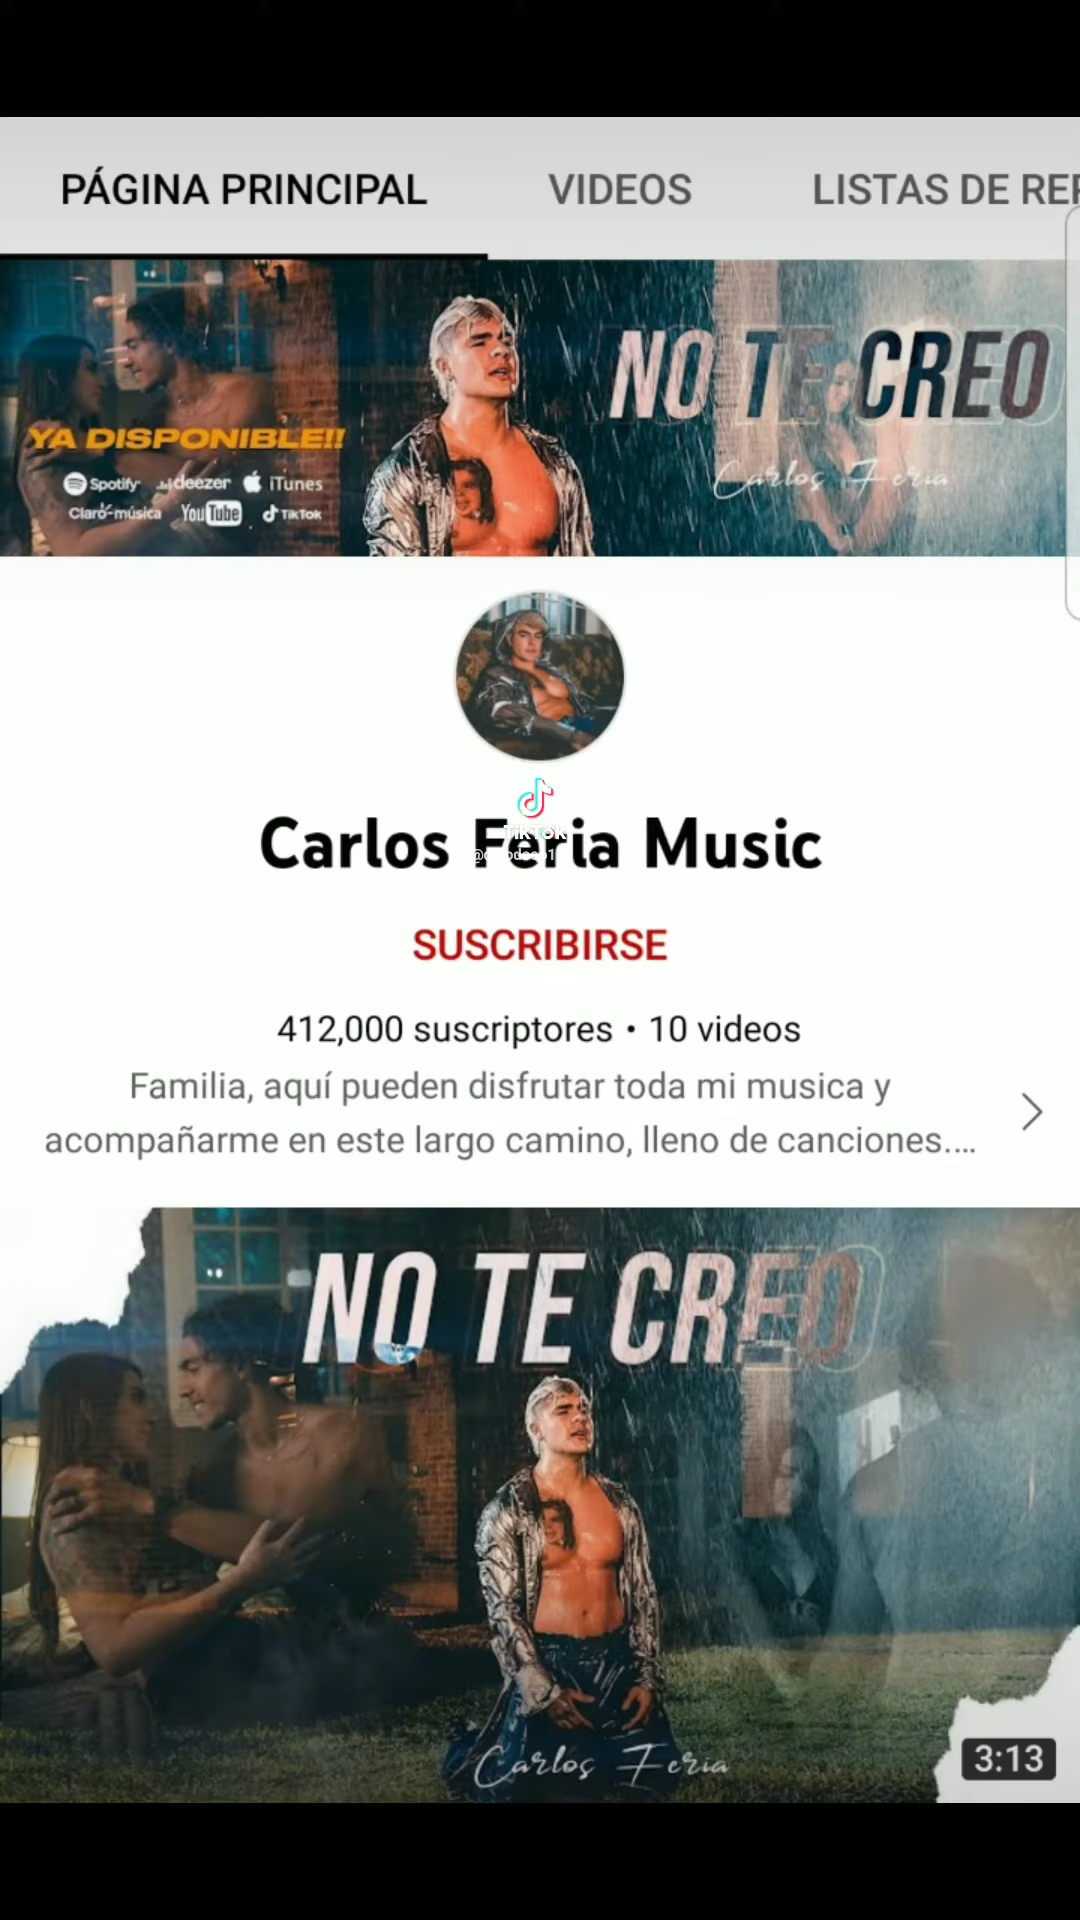 PÁGINA PRINCIPAL VIDEOS LISTAS DE REP
NO TE CREO
Carlos Feria
YA DISPONIBLE!!
Spotify deezer iTunes
Claro-música YouTube TikTok
TikTok
Carlos Feria Music
SUSCRIBIRSE
412,000 suscriptores • 10 videos
Familia, aquí pueden disfrutar toda mi musica y
acompañarme en este largo camino, lleno de canciones....
NO TE CREO
Carlos Feria
3:13